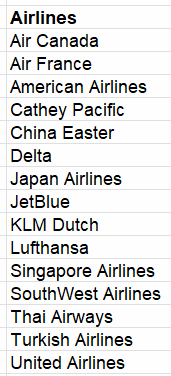 Airlines
Air Canada
Air France
American Airlines
Cathey Pacific
China Easter
Delta
Japan Airlines
JetBlue
KLM Dutch
Lufthansa
Singapore Airlines
SouthWest Airlines
Thai Airways
Turkish Airlines
United Airlines